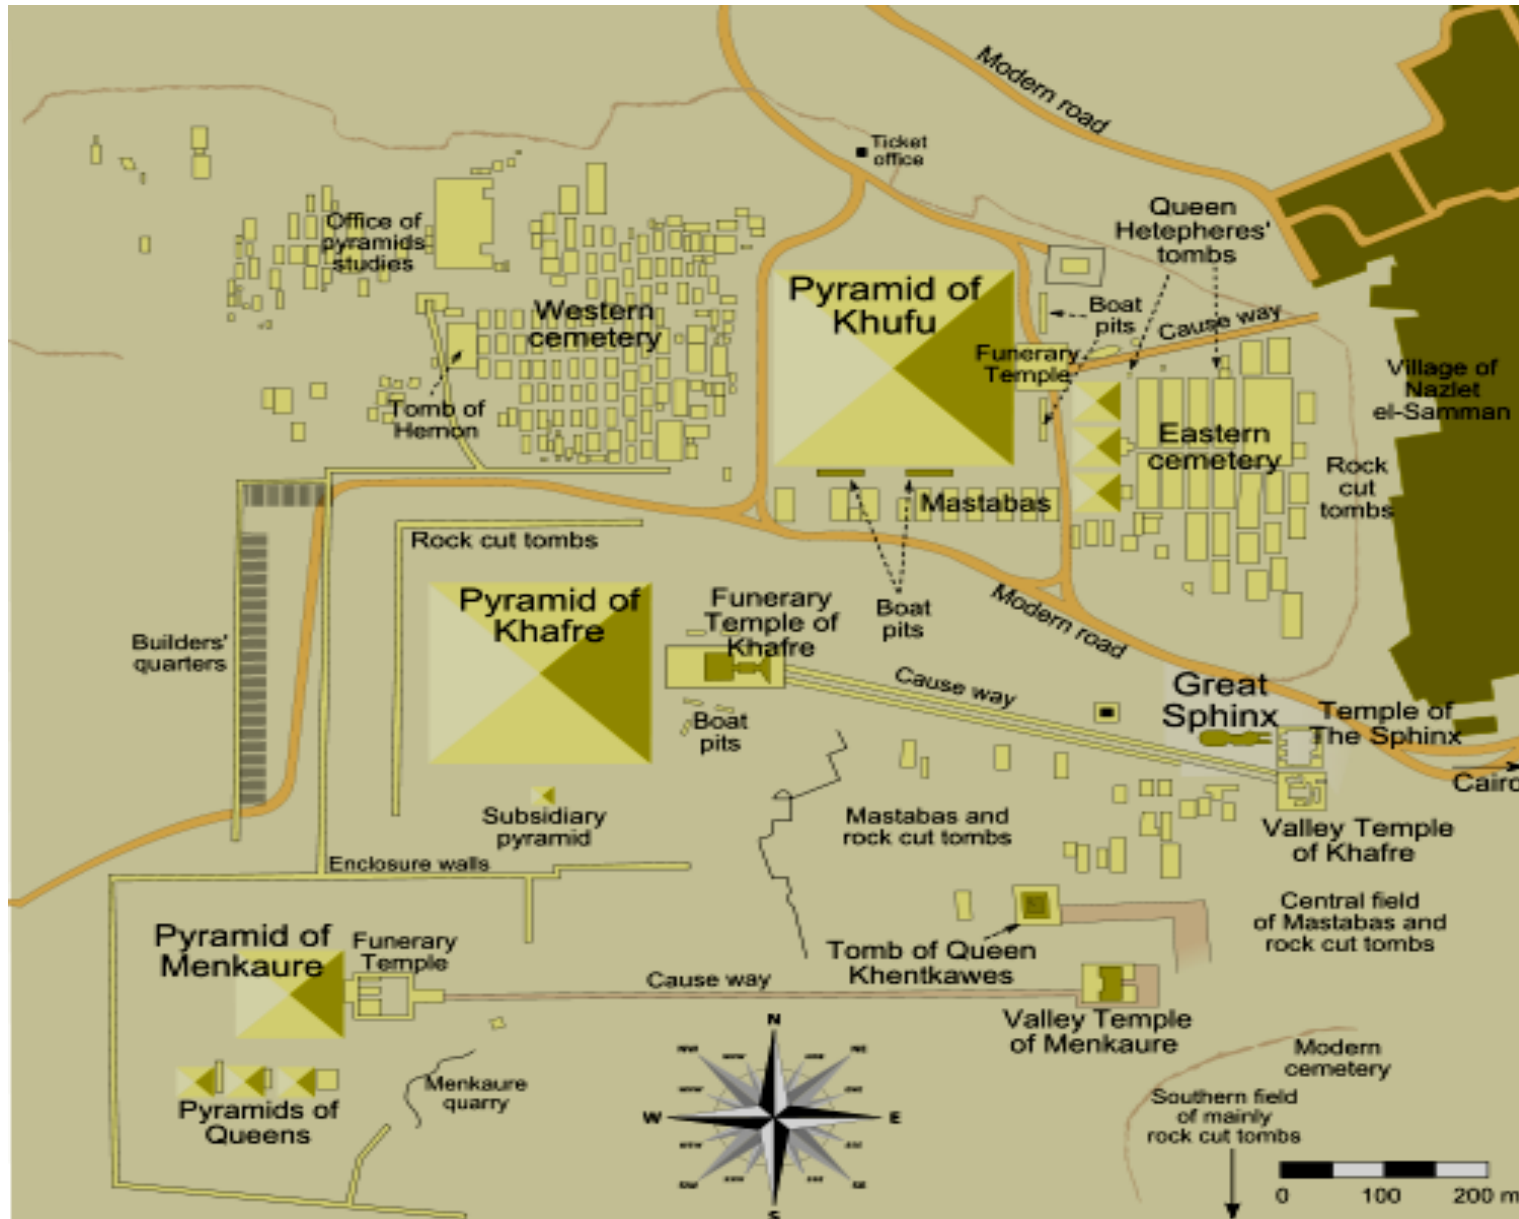 Modern road
Ticket
office
Queen
Hetepheres'
tombs
Office of
pyramids
studies
Pyramid of
Khufu
Boat
pits
Cause way
Western
cemetery
Funerary
Temple
Village of
Nazlet
el-Samman
Tomb of
Hemon
Eastern
cemetery
Rock
cut
tombs
Mastabas
Rock cut tombs
Pyramid of
Khafre
Funerary
Temple of
Khafre
Boat
pits
Modern road
Builders'
quarters
Cause way
Great
Sphinx
Temple of
The Sphinx
Boat
pits
Cairo
Subsidiary
pyramid
Mastabas and
rock cut tombs
Valley Temple
of Khafre
Enclosure walls
Central field
of Mastabas and
rock cut tombs
Pyramid of
Menkaure
Funerary
Temple
Tomb of Queen
Khentkawes
Cause way
Valley Temple
of Menkaure
N
NW
NE
W
E
SW
SE
S
Modern
cemetery
Menkaure
quarry
Pyramids of
Queens
Southern field
of mainly
rock cut tombs
0 100 200 m